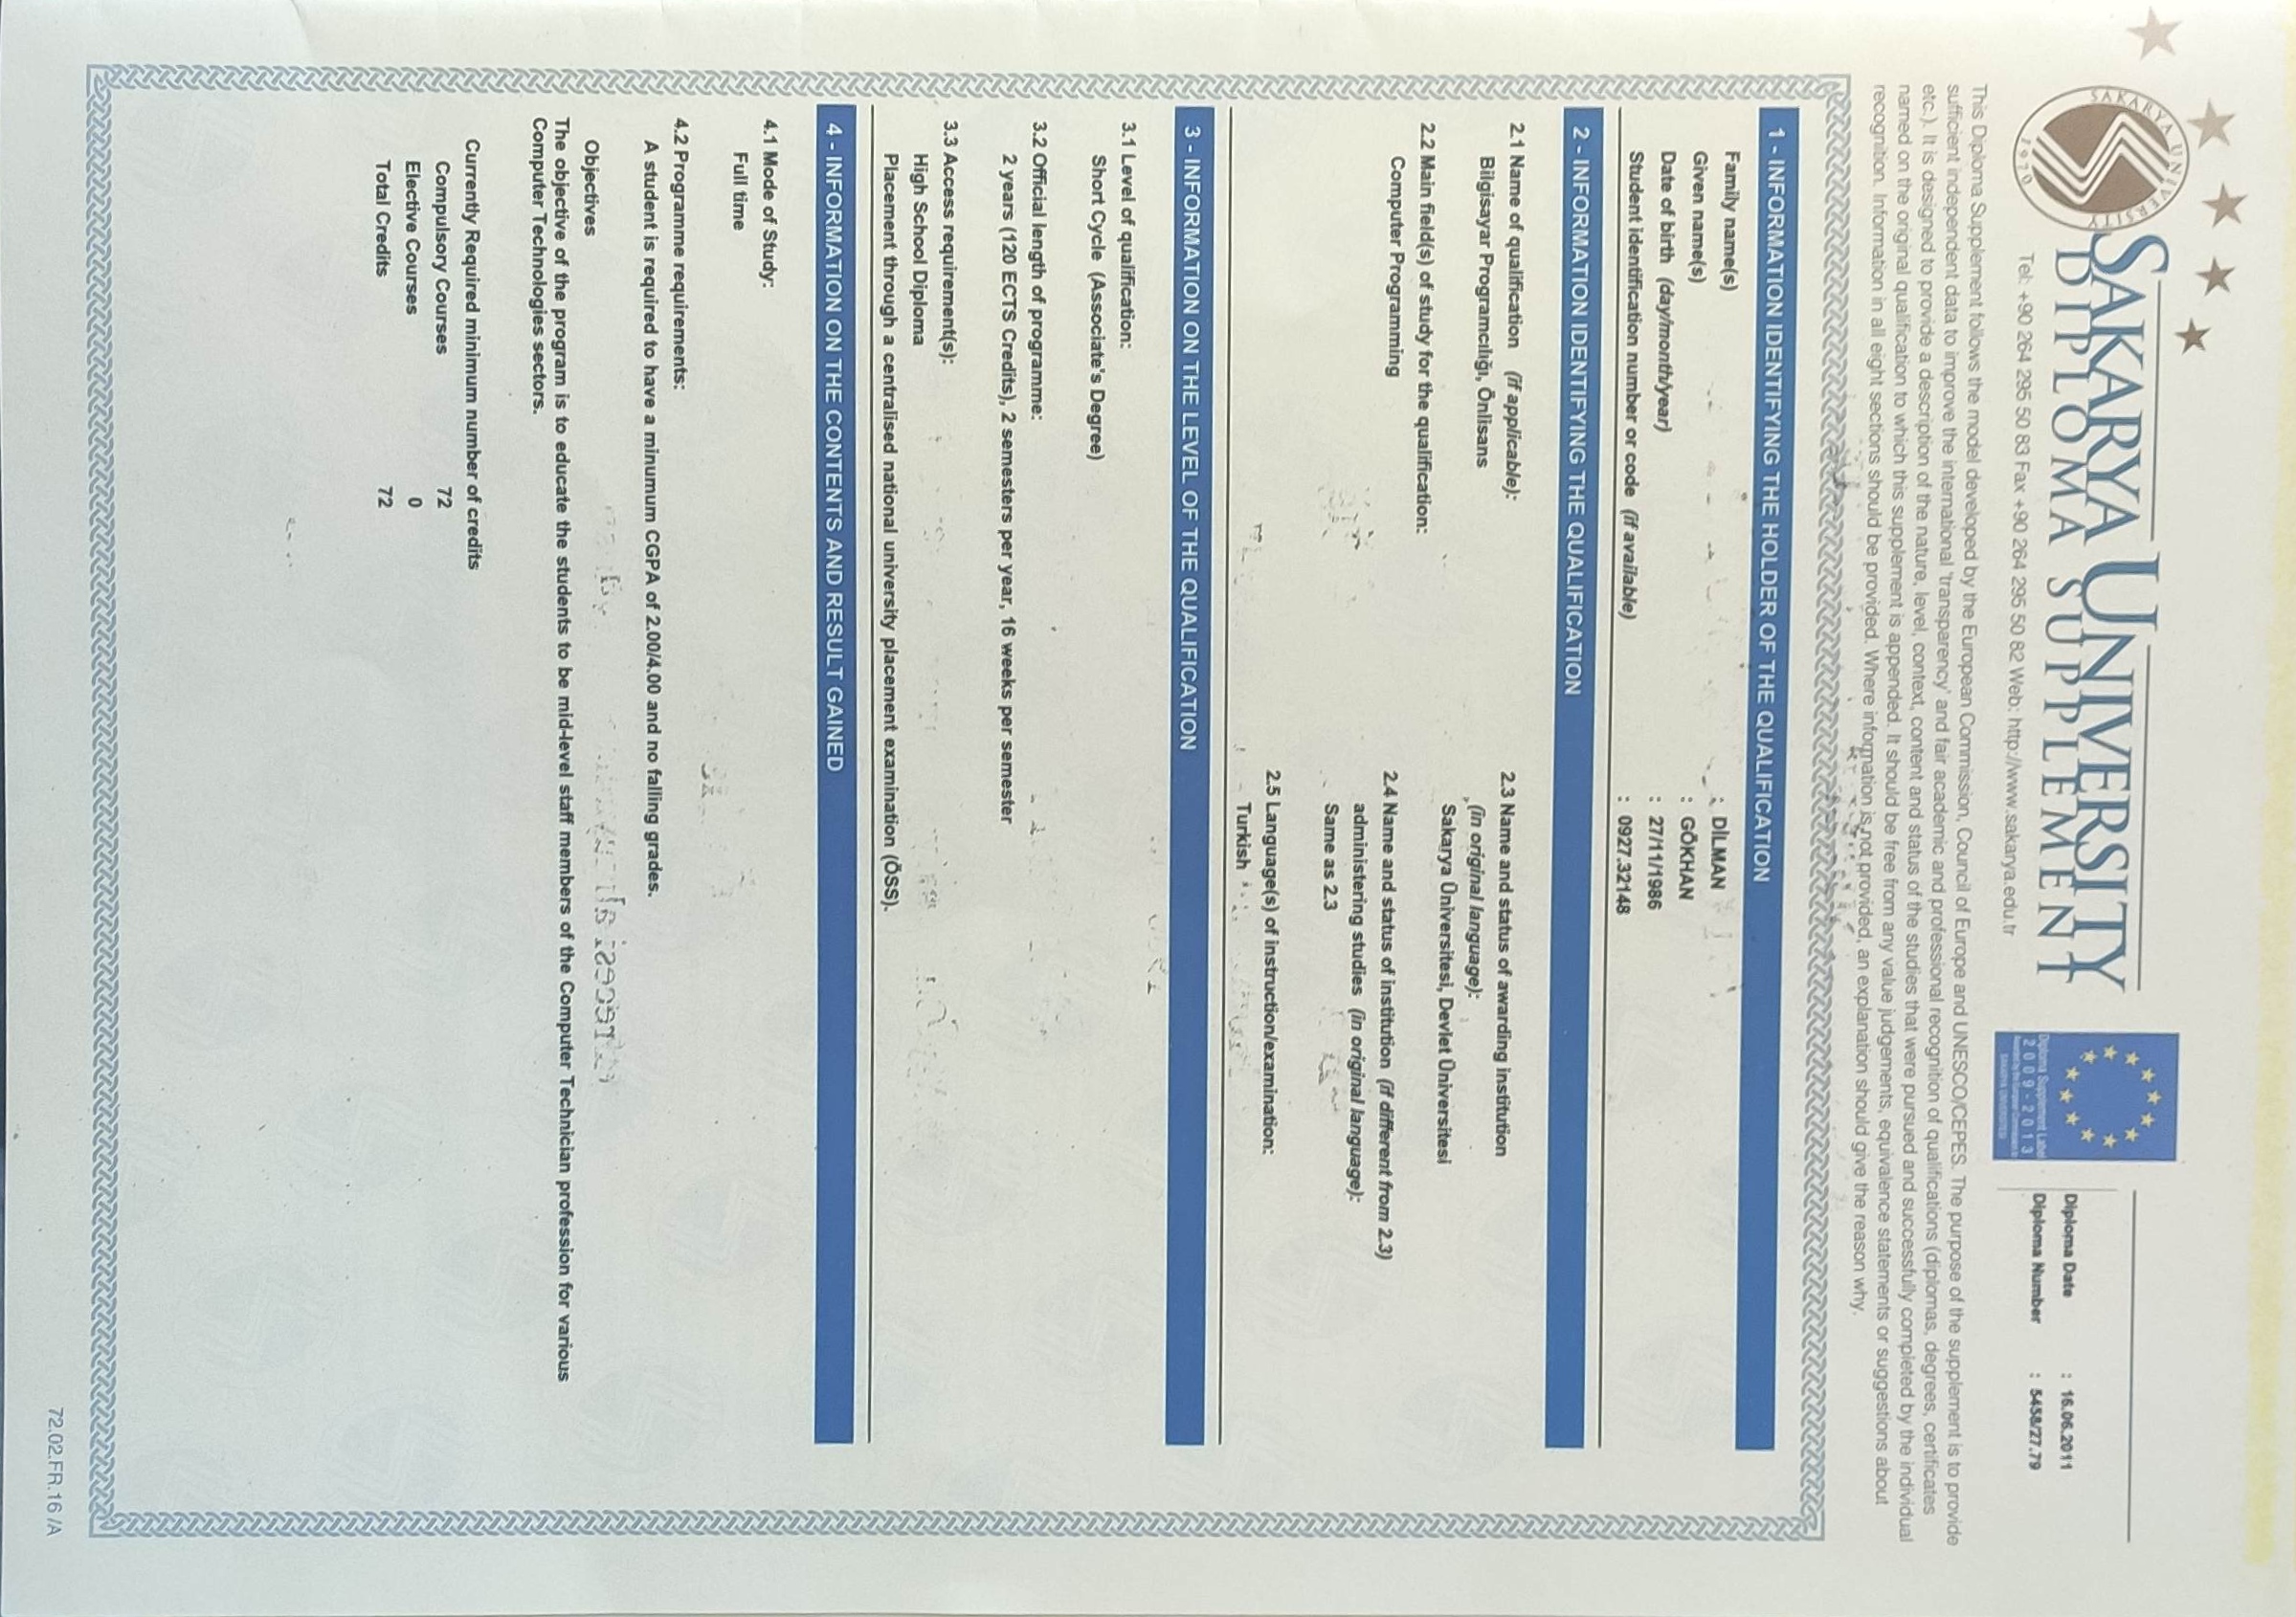 SAKARYA UNIVERSITY
1970
SAKARYA UNIVERSITY
DIPLOMA SUPPLEMENT
Tel: +90 264 295 50 83 Fax +90 264 295 50 82 Web: http://www.sakarya.edu.tr
Diploma Supplement Label
2009-2013
Awarded by the European Commission to
SAKARYA UNIVERSITESI
Diploma Date : 16.06.2011
Diploma Number : 5458/27.79
This Diploma Supplement follows the model developed by the European Commission, Council of Europe and UNESCO/CEPES. The purpose of the supplement is to provide
sufficient independent data to improve the international 'transparency' and fair academic and professional recognition of qualifications (diplomas, degrees, certificates
etc.). It is designed to provide a description of the nature, level, context, content and status of the studies that were pursued and successfully completed by the individual
named on the original qualification to which this supplement is appended. It should be free from any value judgements, equivalence statements or suggestions about
recognition. Information in all eight sections should be provided. Where information is not provided, an explanation should give the reason why.
1 - INFORMATION IDENTIFYING THE HOLDER OF THE QUALIFICATION
Family name(s) : DİLMAN
Given name(s) : GÖKHAN
Date of birth (day/month/year) : 27/11/1986
Student identification number or code (if available) : 0927.32148
2 - INFORMATION IDENTIFYING THE QUALIFICATION
2.1 Name of qualification (if applicable):
Bilgisayar Programcılığı, Önlisans
2.2 Main field(s) of study for the qualification:
Computer Programming
2.3 Name and status of awarding institution
(in original language):
Sakarya Üniversitesi, Devlet Üniversitesi
2.4 Name and status of institution (if different from 2.3)
administering studies (in original language):
Same as 2.3
2.5 Language(s) of instruction/examination:
Turkish
3 - INFORMATION ON THE LEVEL OF THE QUALIFICATION
3.1 Level of qualification:
Short Cycle (Associate's Degree)
3.2 Official length of programme:
2 years (120 ECTS Credits), 2 semesters per year, 16 weeks per semester
3.3 Access requirement(s):
High School Diploma
Placement through a centralised national university placement examination (ÖSS).
4 - INFORMATION ON THE CONTENTS AND RESULT GAINED
4.1 Mode of Study:
Full time
4.2 Programme requirements:
A student is required to have a minumum CGPA of 2.00/4.00 and no falling grades.
Objectives
The objective of the program is to educate the students to be mid-level staff members of the Computer Technician profession for various
Computer Technologies sectors.
Currently Required minimum number of credits
Compulsory Courses 72
Elective Courses 0
Total Credits 72
72.02.FR.16 /A